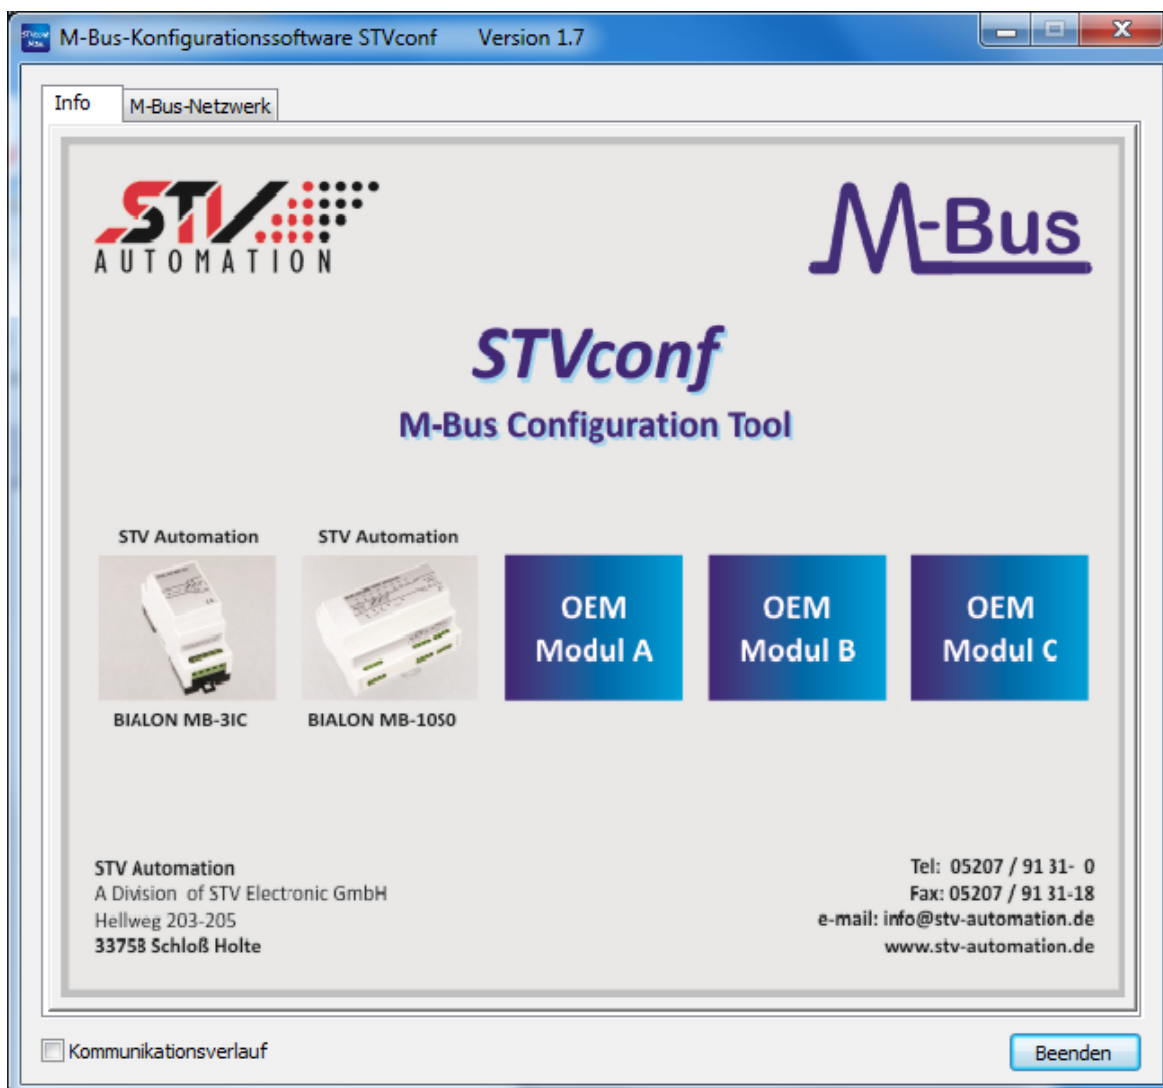 M-Bus-Konfigurationssoftware STVconf Version 1.7
Info M-Bus-Netzwerk
STV
AUTOMATION
M-Bus
STVconf
M-Bus Configuration Tool
STV Automation STV Automation
OEM OEM OEM
Modul A Modul B Modul C
BIALON MB-3IC BIALON MB-10S0
STV Automation
A Division of STV Electronic GmbH
Hellweg 203-205
33758 Schloß Holte
Tel: 05207 / 91 31- 0
Fax: 05207 / 91 31-18
e-mail: info@stv-automation.de
www.stv-automation.de
Kommunikationsverlauf
Beenden